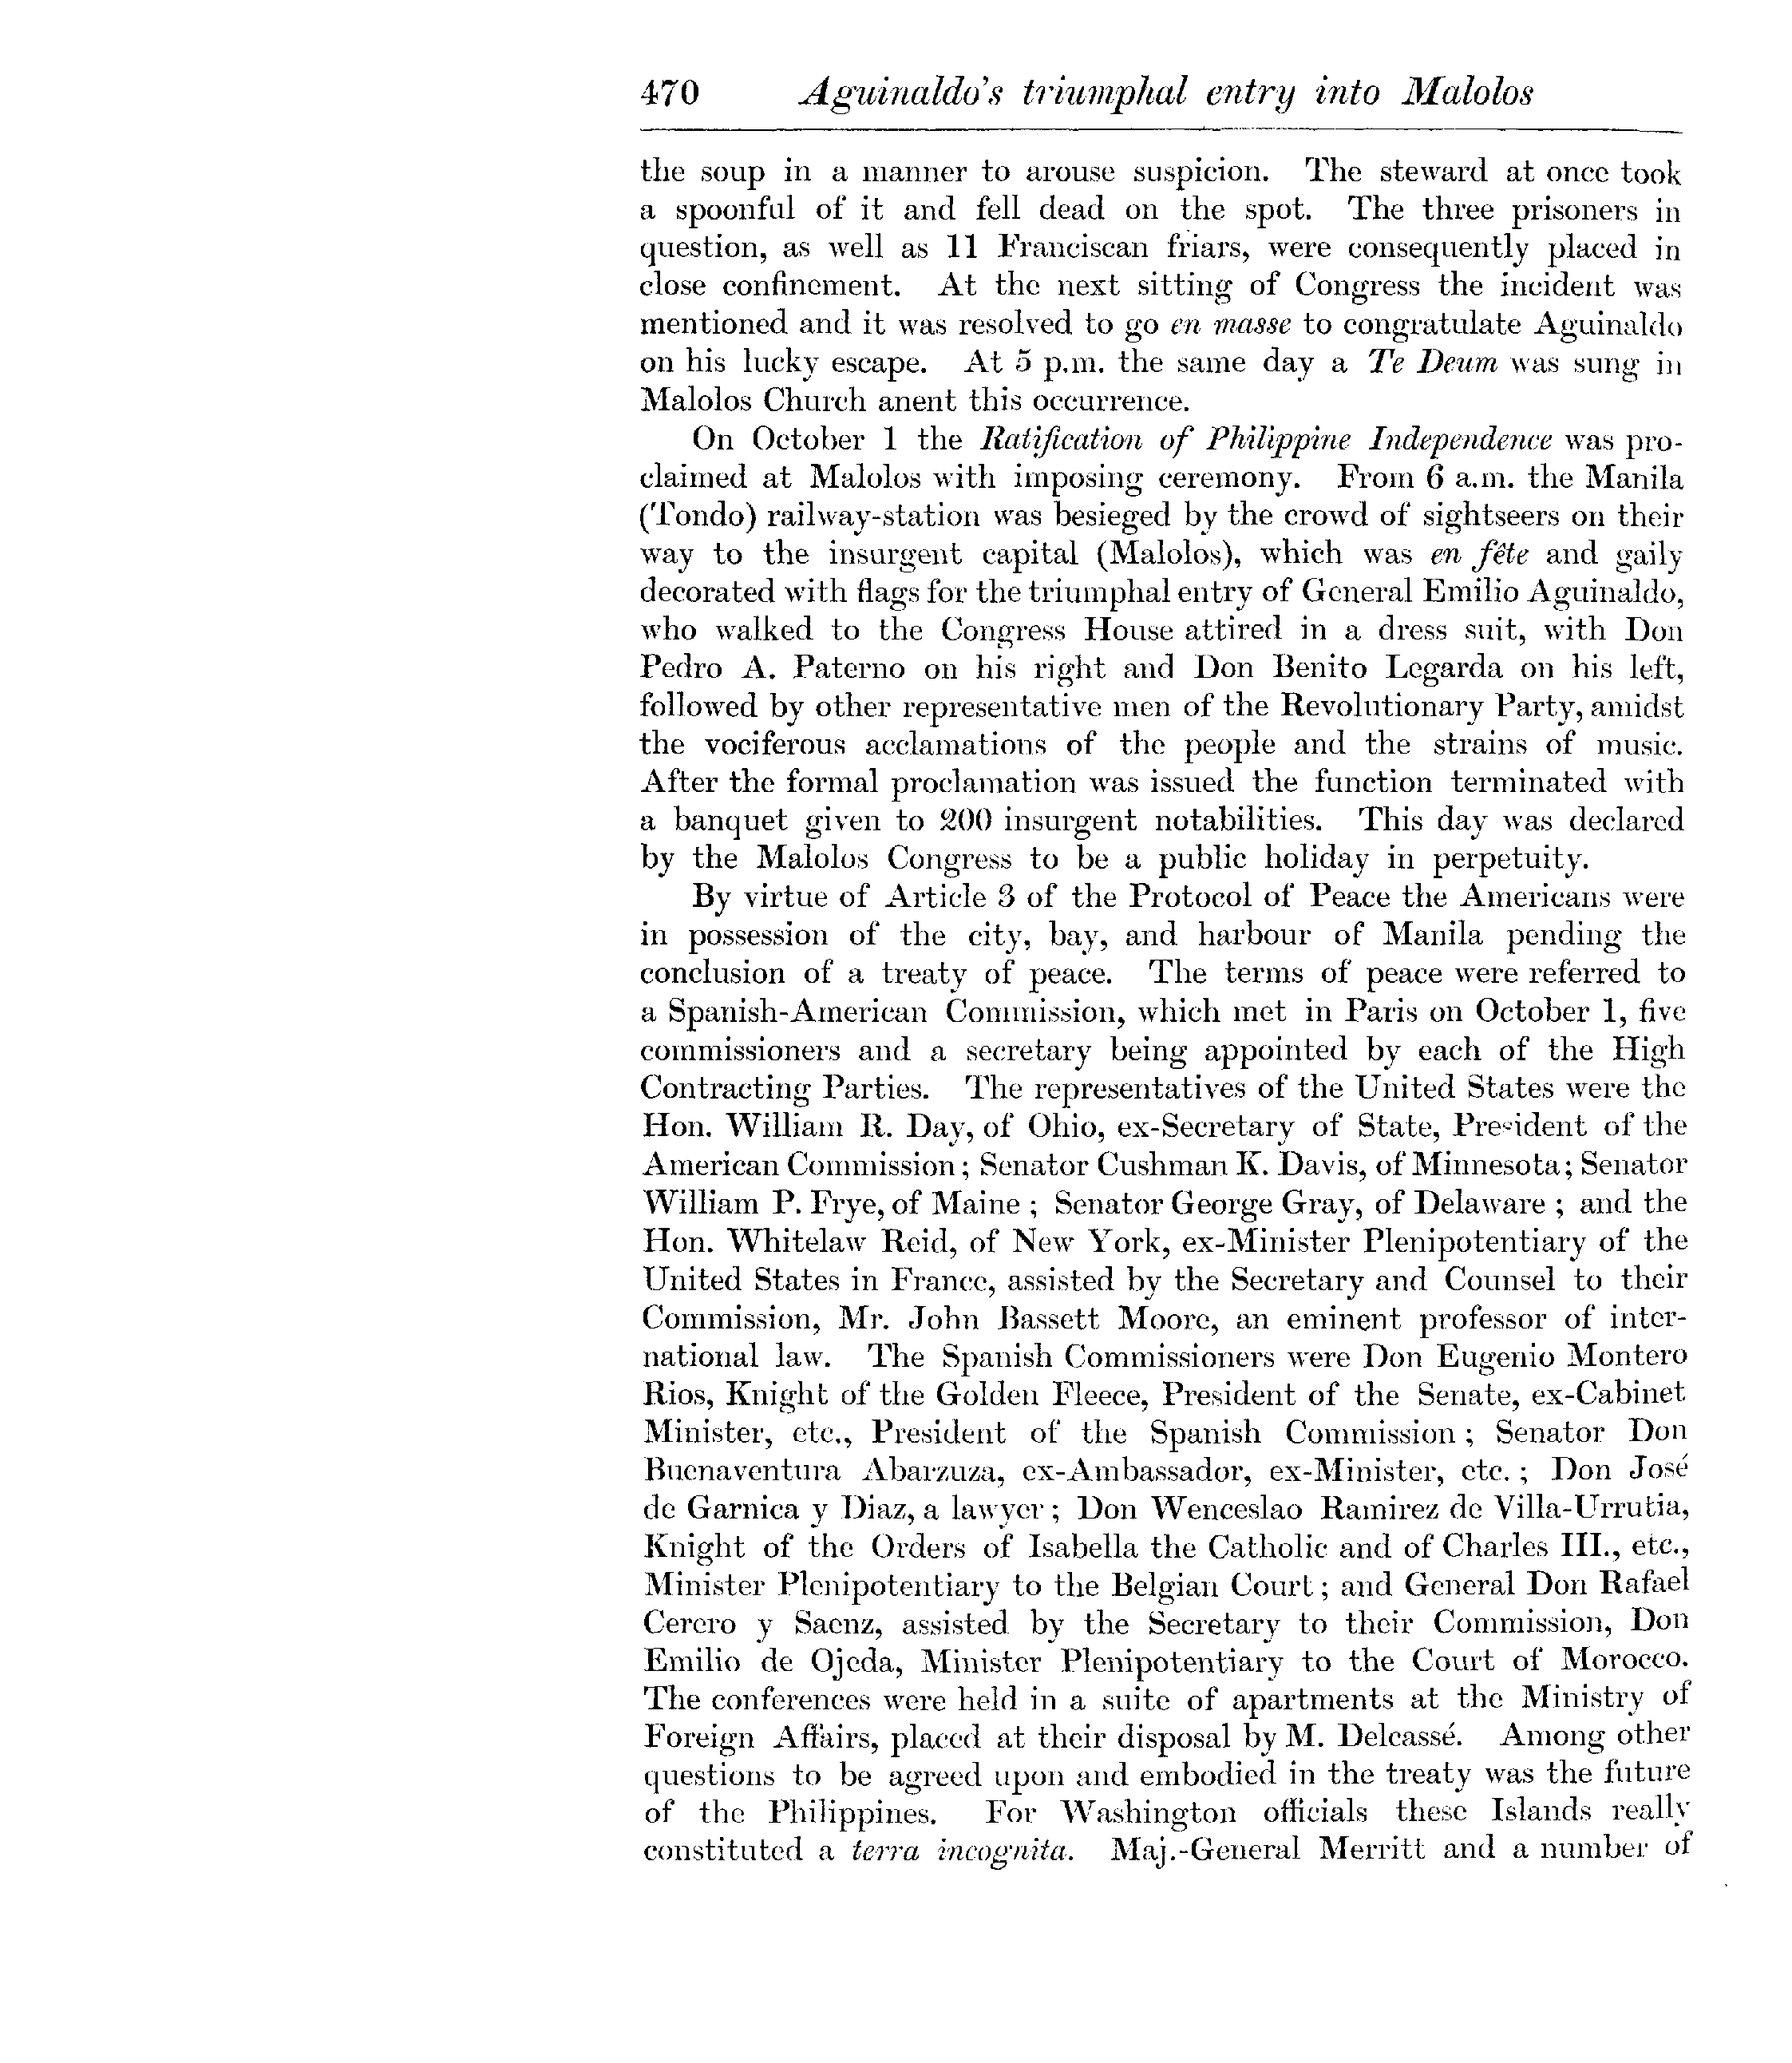 470 Aguinaldo's triumphal entry into Malolos
the soup in a manner to arouse suspicion. The steward at once took
a spoonful of it and fell dead on the spot. The three prisoners in
question, as well as 11 Franciscan friars, were consequently placed in
close confinement. At the next sitting of Congress the incident was
mentioned and it was resolved to go en masse to congratulate Aguinaldo
on his lucky escape. At 5 p.m. the same day a Te Deum was sung in
Malolos Church anent this occurrence.
On October 1 the Ratification of Philippine Independence was pro-
claimed at Malolos with imposing ceremony. From 6 a.m. the Manila
(Tondo) railway-station was besieged by the crowd of sightseers on their
way to the insurgent capital (Malolos), which was en fête and gaily
decorated with flags for the triumphal entry of General Emilio Aguinaldo,
who walked to the Congress House attired in a dress suit, with Don
Pedro A. Paterno on his right and Don Benito Legarda on his left,
followed by other representative men of the Revolutionary Party, amidst
the vociferous acclamations of the people and the strains of music.
After the formal proclamation was issued the function terminated with
a banquet given to 200 insurgent notabilities. This day was declared
by the Malolos Congress to be a public holiday in perpetuity.
By virtue of Article 3 of the Protocol of Peace the Americans were
in possession of the city, bay, and harbour of Manila pending the
conclusion of a treaty of peace. The terms of peace were referred to
a Spanish-American Commission, which met in Paris on October 1, five
commissioners and a secretary being appointed by each of the High
Contracting Parties. The representatives of the United States were the
Hon. William R. Day, of Ohio, ex-Secretary of State, President of the
American Commission; Senator Cushman K. Davis, of Minnesota; Senator
William P. Frye, of Maine; Senator George Gray, of Delaware; and the
Hon. Whitelaw Reid, of New York, ex-Minister Plenipotentiary of the
United States in France, assisted by the Secretary and Counsel to their
Commission, Mr. John Bassett Moore, an eminent professor of inter-
national law. The Spanish Commissioners were Don Eugenio Montero
Rios, Knight of the Golden Fleece, President of the Senate, ex-Cabinet
Minister, etc., President of the Spanish Commission; Senator Don
Buenaventura Abarzuza, ex-Ambassador, ex-Minister, etc.; Don José
de Garnica y Diaz, a lawyer; Don Wenceslao Ramirez de Villa-Urrutia,
Knight of the Orders of Isabella the Catholic and of Charles III., etc.,
Minister Plenipotentiary to the Belgian Court; and General Don Rafael
Cerero y Saenz, assisted by the Secretary to their Commission, Don
Emilio de Ojeda, Minister Plenipotentiary to the Court of Morocco.
The conferences were held in a suite of apartments at the Ministry of
Foreign Affairs, placed at their disposal by M. Delcassé. Among other
questions to be agreed upon and embodied in the treaty was the future
of the Philippines. For Washington officials these Islands really
constituted a terra incognita. Maj.-General Merritt and a number of